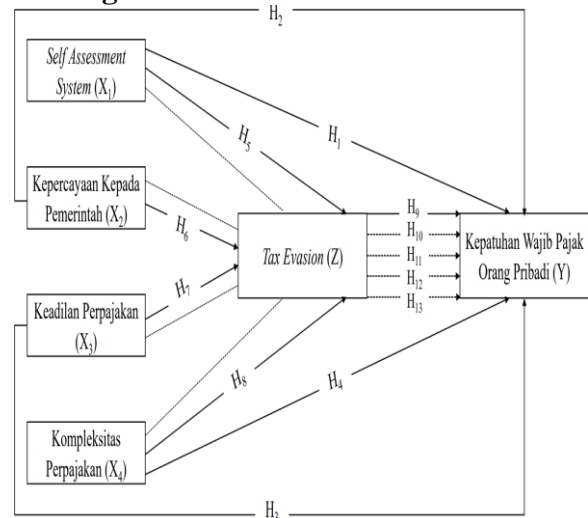 H2
Self Assessment
System (X1)
H1
H5
Kepercayaan Kepada
Pemerintah (X2)
H6
H9
H10
H11
H12
H13
Tax Evasion (Z)
Kepatuhan Wajib Pajak
Orang Pribadi (Y)
H7
Keadilan Perpajakan
(X3)
H8
H4
Kompleksitas
Perpajakan (X4)
H3